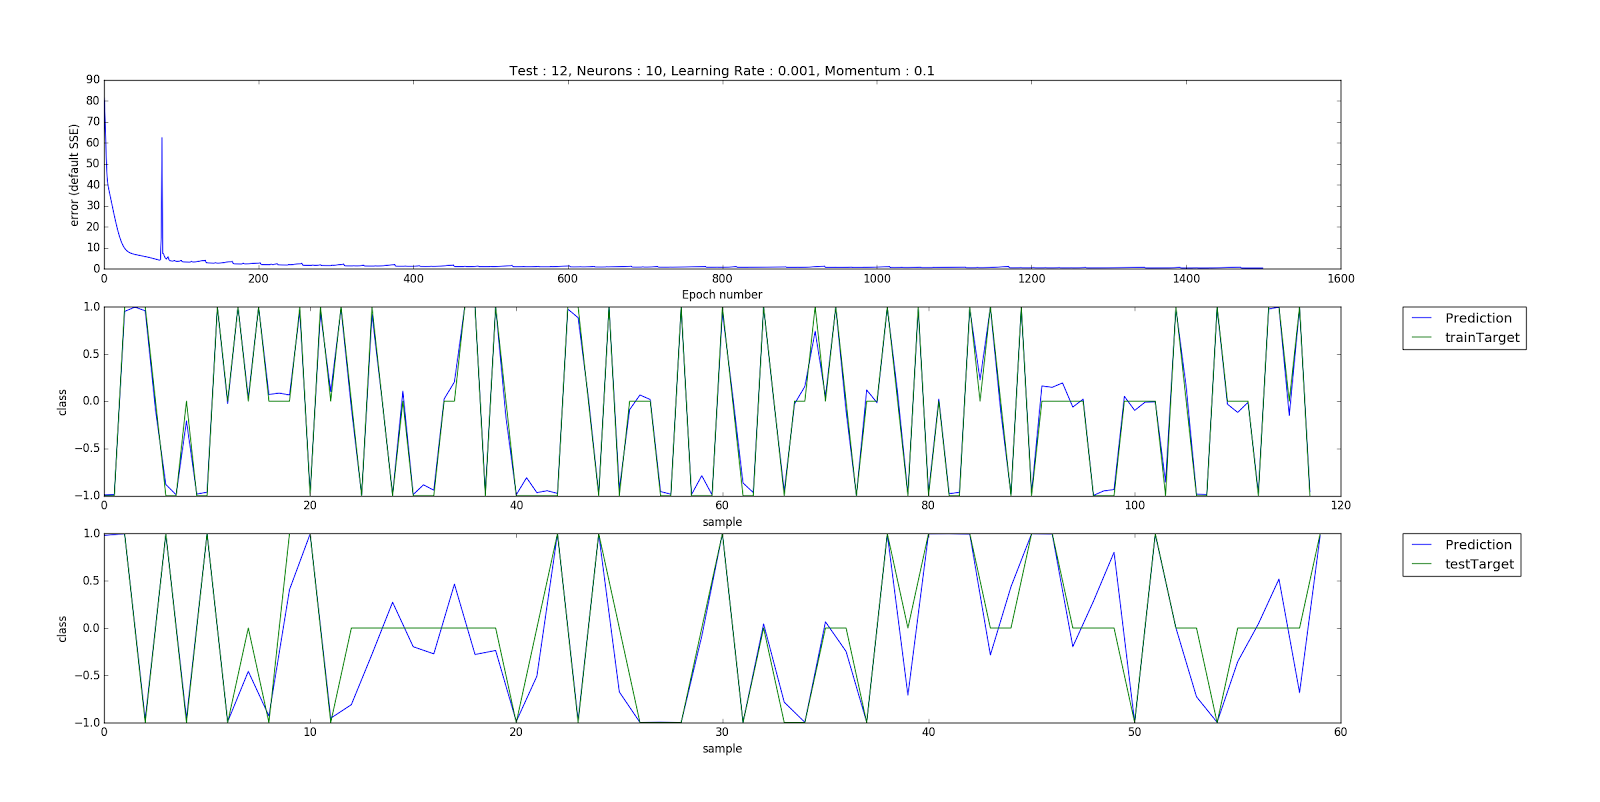 Test : 12, Neurons : 10, Learning Rate : 0.001, Momentum : 0.1
90
80
70
60
50
40
30
20
10
0
error (default SSE)
0 200 400 600 800 1000 1200 1400 1600
Epoch number
1.0
0.5
0.0
−0.5
−1.0
class
0 20 40 60 80 100 120
sample
Prediction
trainTarget
1.0
0.5
0.0
−0.5
−1.0
class
0 10 20 30 40 50 60
sample
Prediction
testTarget